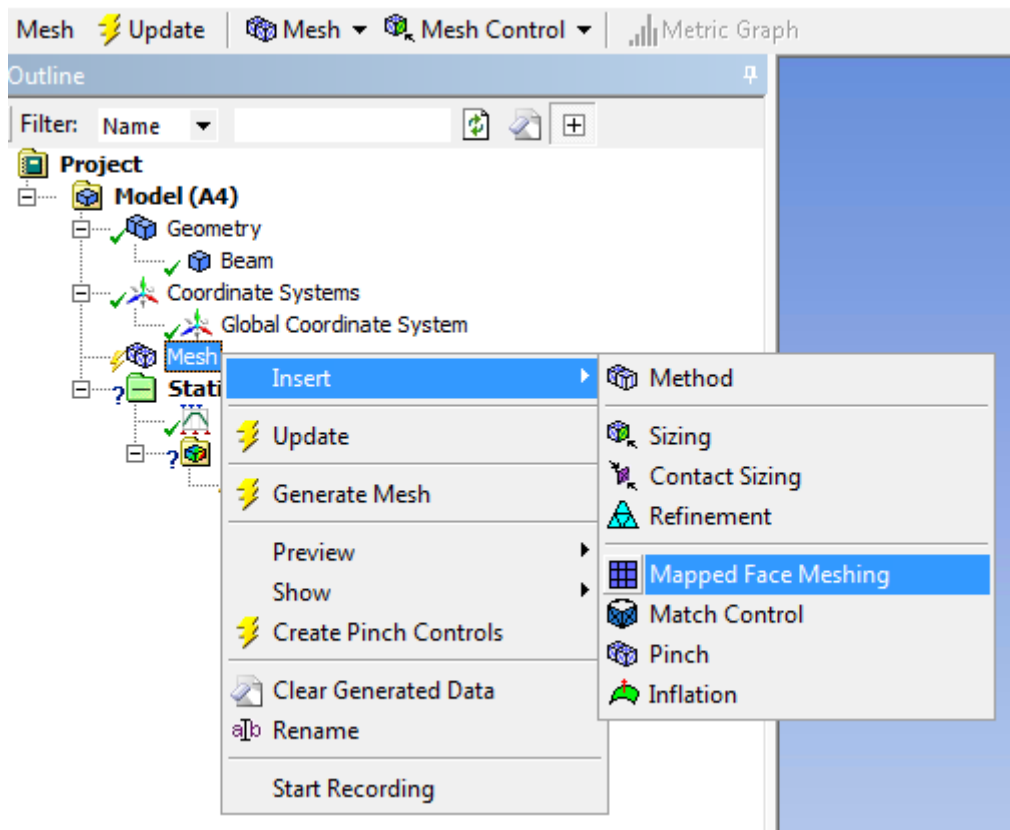 Mesh Update Mesh Mesh Control Metric Graph
Outline
Filter: Name
Project
Model (A4)
Geometry
Beam
Coordinate Systems
Global Coordinate System
Mesh
Stati
Insert
Update
Generate Mesh
Preview
Show
Create Pinch Controls
Clear Generated Data
Rename
Start Recording
Method
Sizing
Contact Sizing
Refinement
Mapped Face Meshing
Match Control
Pinch
Inflation